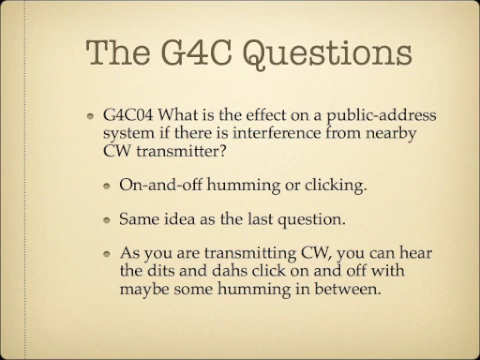 The G4C Questions
G4C04 What is the effect on a public-address
system if there is interference from nearby
CW transmitter?
On-and-off humming or clicking.
Same idea as the last question.
As you are transmitting CW, you can hear
the dits and dahs click on and off with
maybe some humming in between.